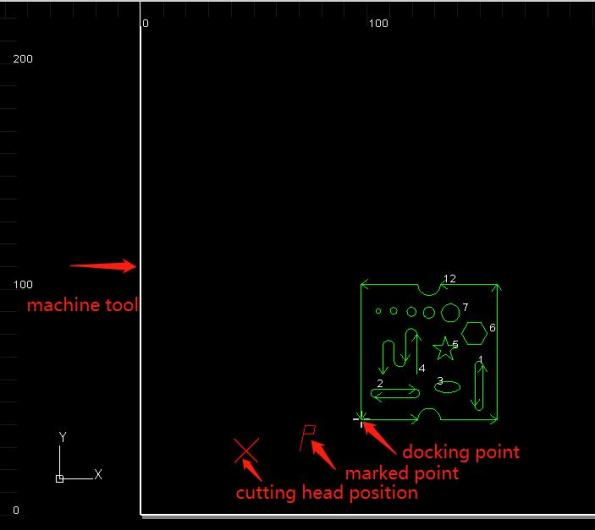 0 100
200
12
7
6
5
100
machine tool
1
4
2 3
docking point
P
marked point
Y
X
cutting head position
0